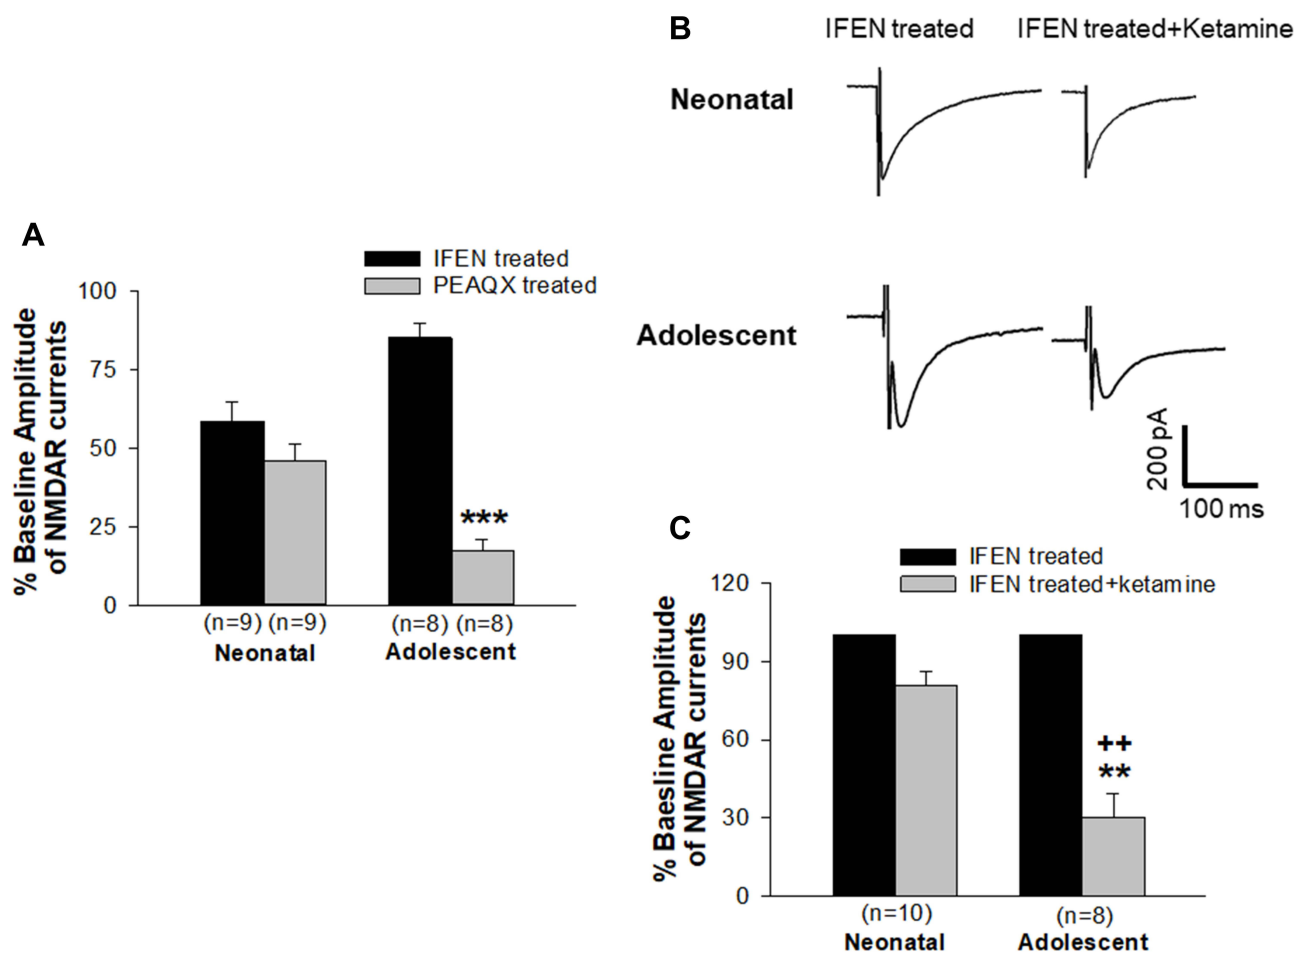 A
IFEN treated
PEAQX treated
% Baseline Amplitude
of NMDAR currents
100
75
50
25
0
***
(n=9) (n=9)
(n=8) (n=8)
Neonatal
Adolescent
B
IFEN treated
IFEN treated+Ketamine
Neonatal
Adolescent
200 pA
100 ms
C
IFEN treated
IFEN treated+ketamine
% Baesline Amplitude
of NMDAR currents
120
90
60
30
0
++
**
(n=10)
(n=8)
Neonatal
Adolescent